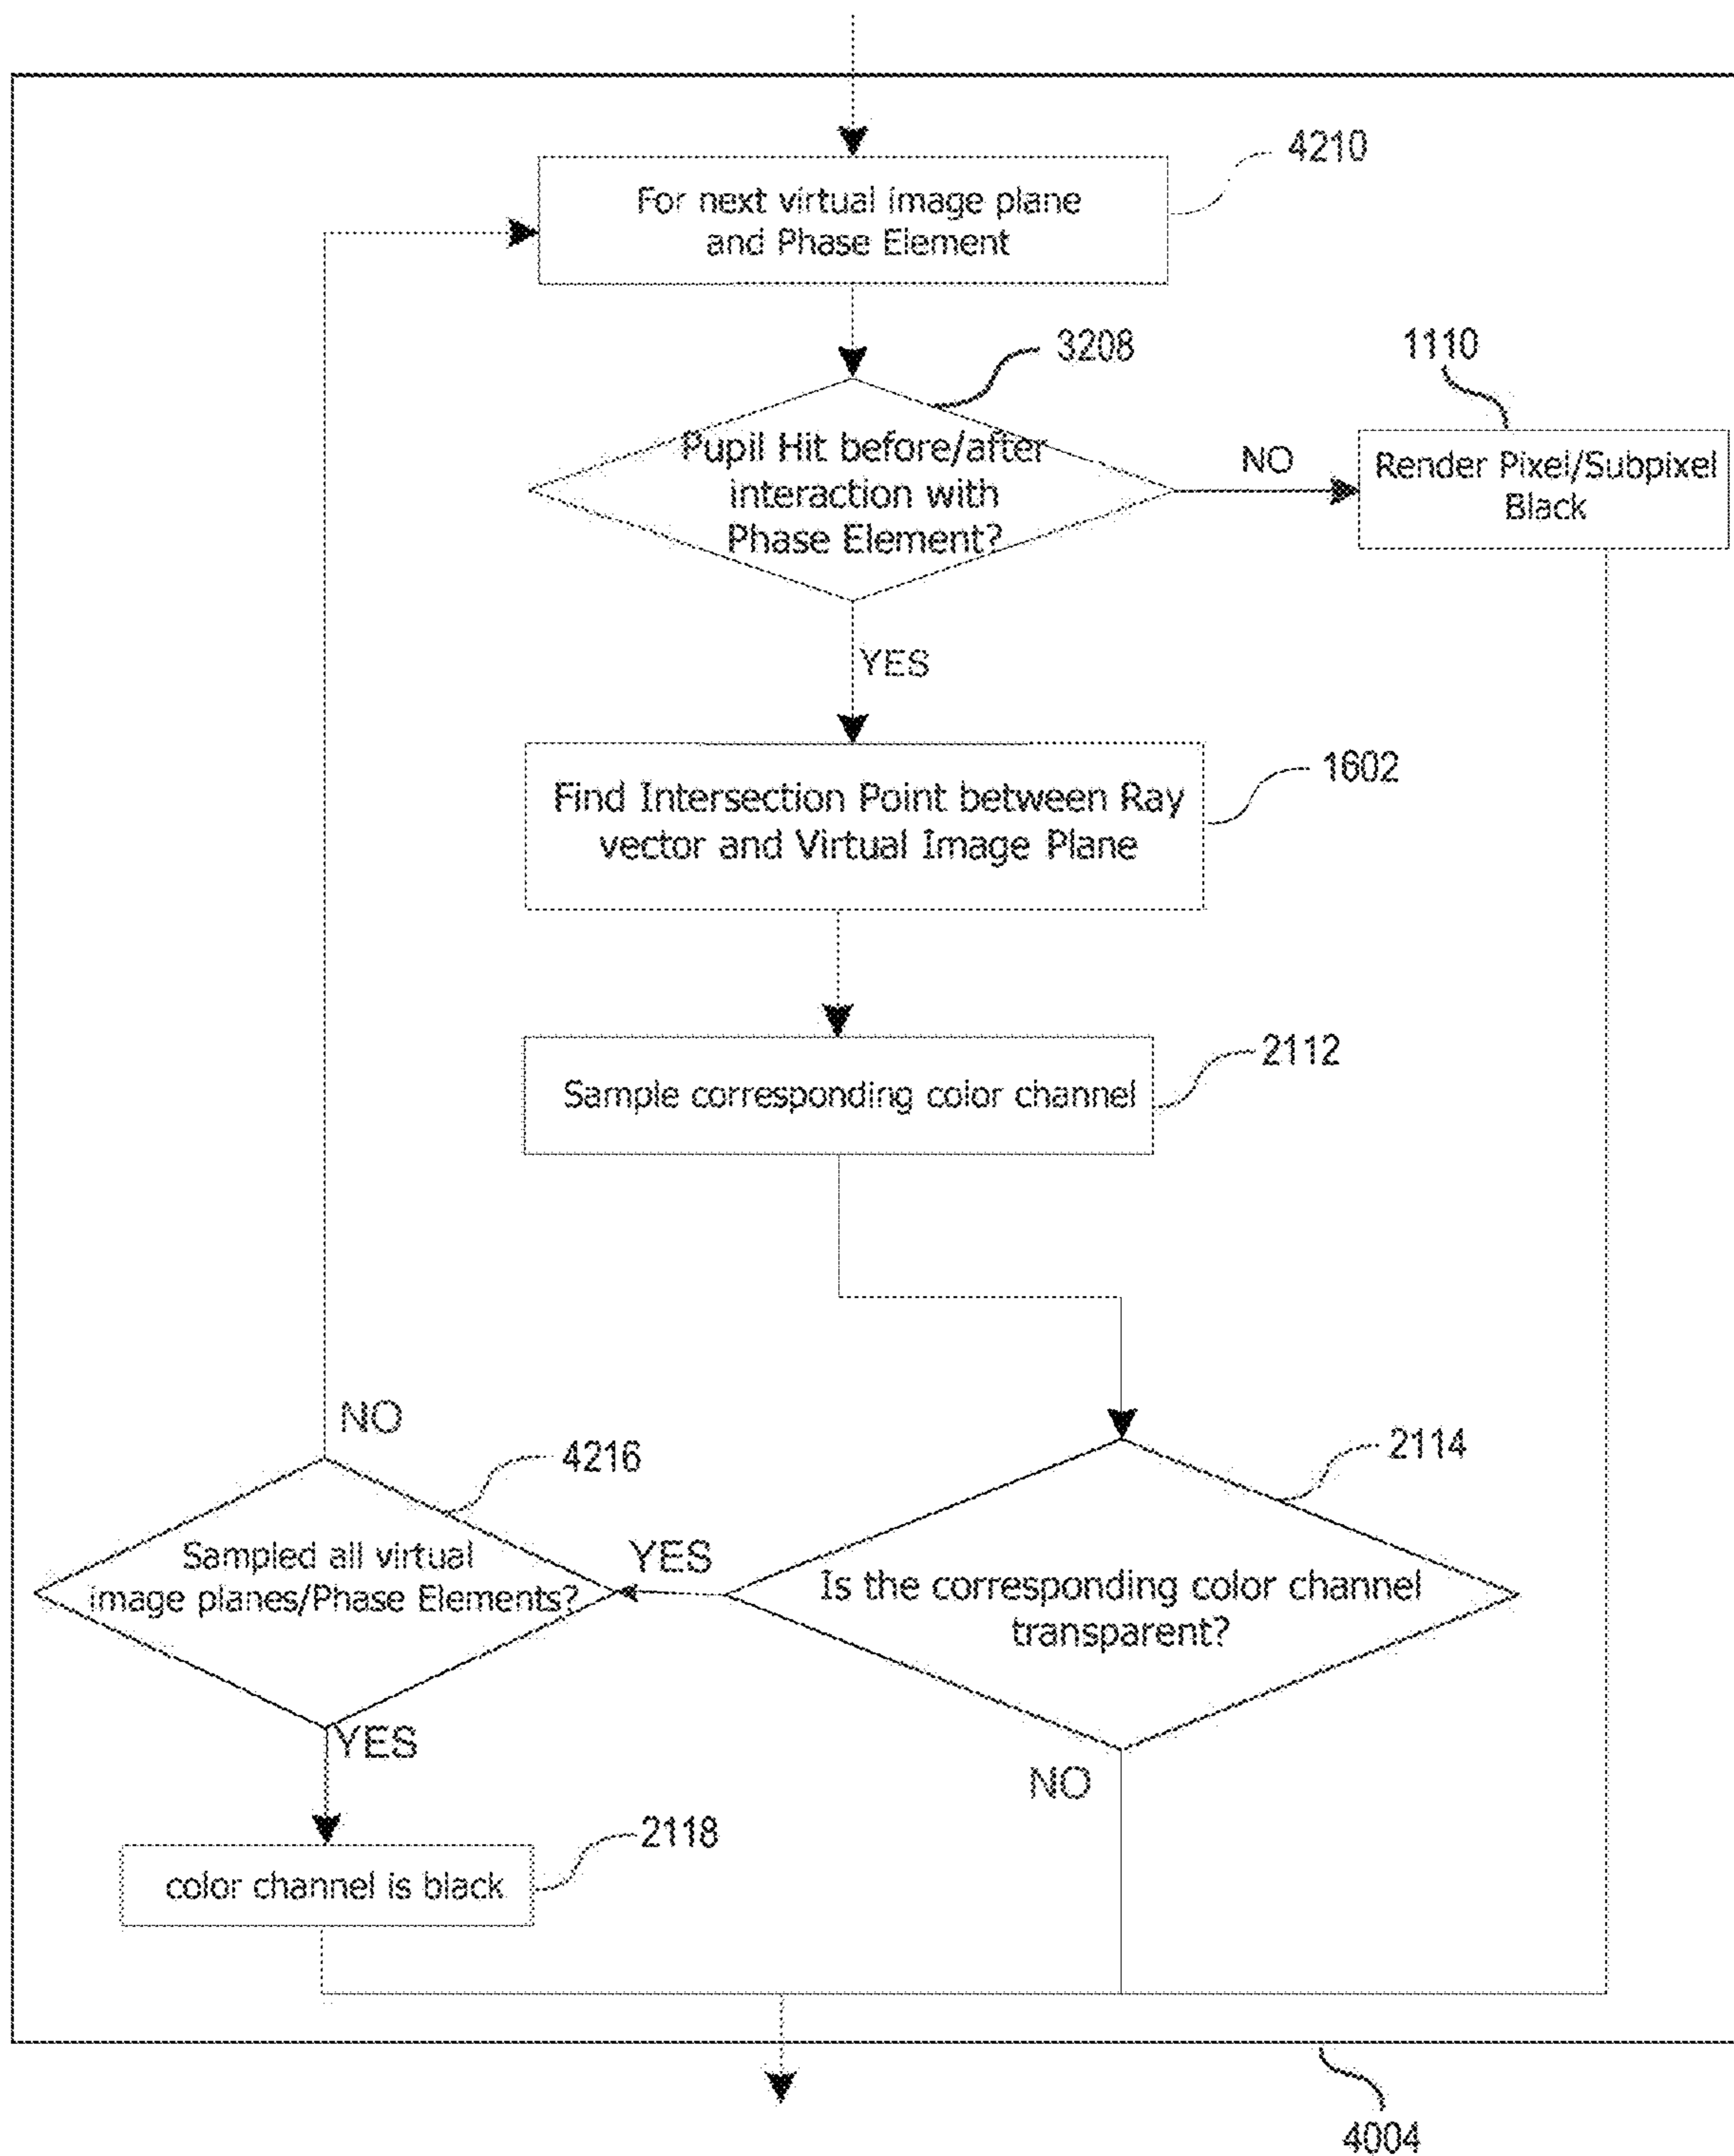 4210
For next virtual image plane
and Phase Element
3208
1110
Pupil Hit before/after
interaction with
Phase Element?
NO
Render Pixel/Subpixel
Black
YES
1602
Find Intersection Point between Ray
vector and Virtual Image Plane
2112
Sample corresponding color channel
NO
4216
2114
Sampled all virtual
image planes/Phase Elements?
YES
Is the corresponding color channel
transparent?
YES
NO
2118
color channel is black
4004